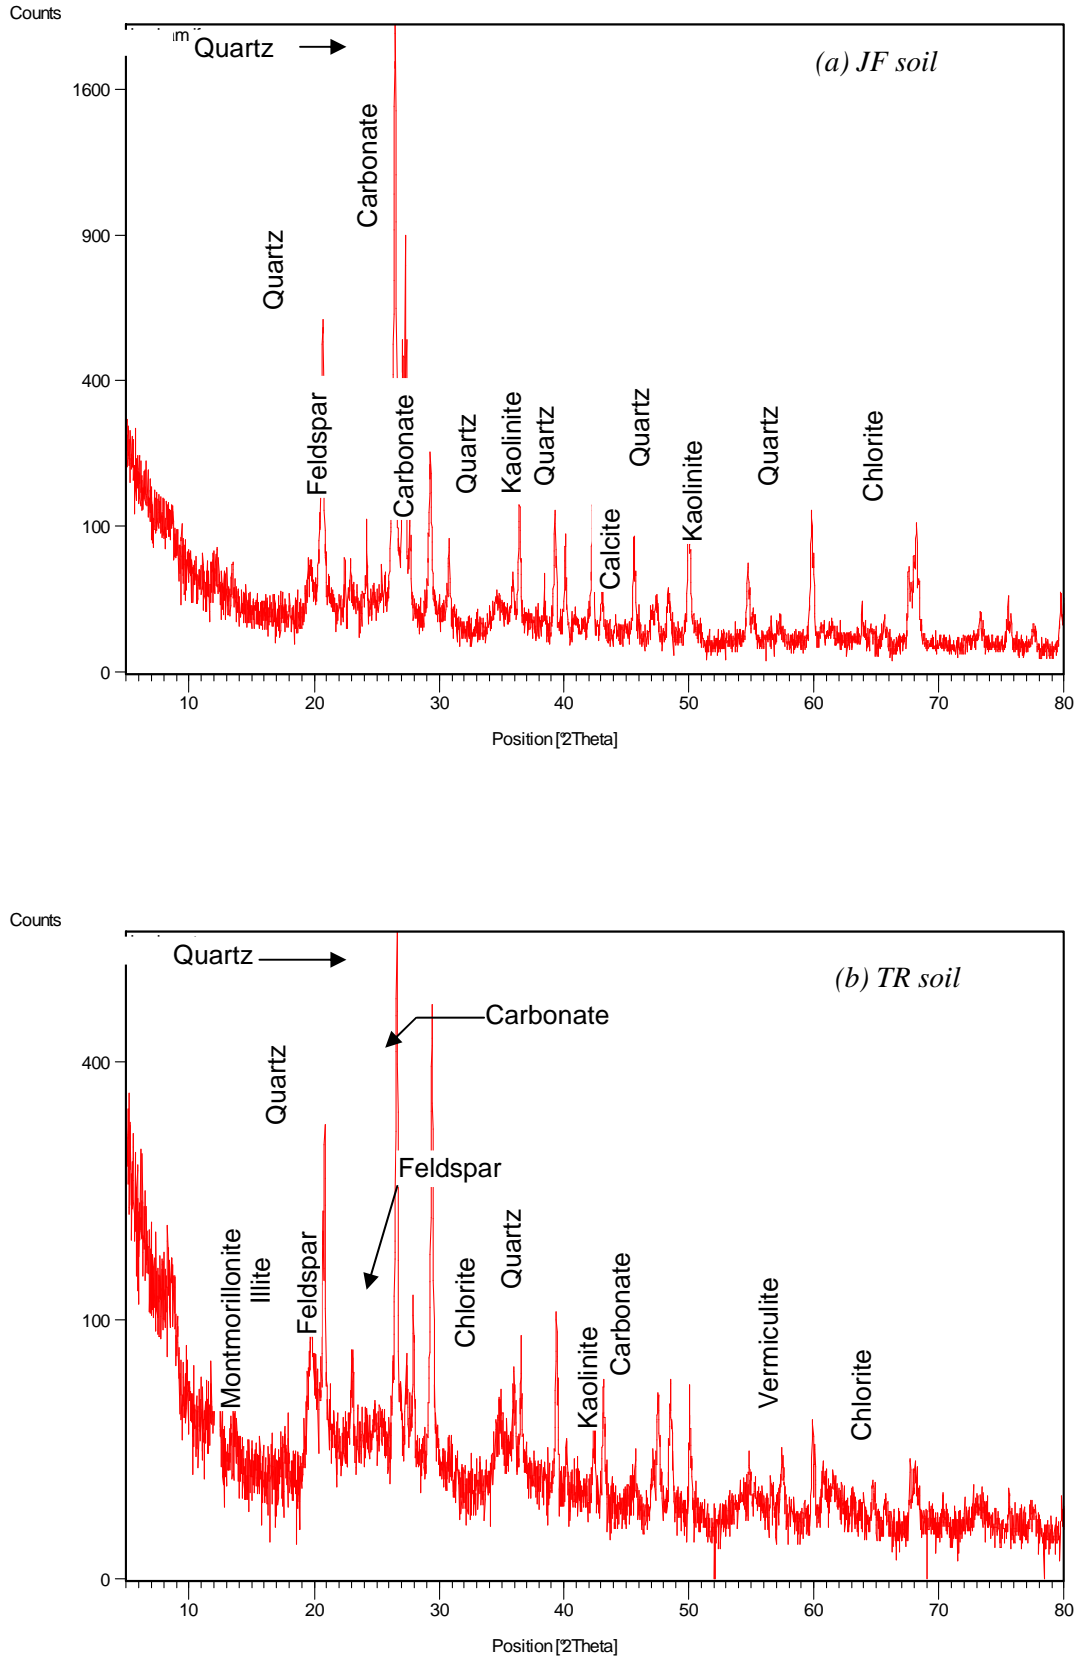 Counts
Quartz
(a) JF soil
1600
Carbonate
900
Quartz
400
Feldspar
Carbonate
Quartz
Kaolinite
Quartz
Quartz
Kaolinite
Quartz
Chlorite
100
Calcite
0
10 20 30 40 50 60 70 80
Position [°2Theta]
Counts
Quartz
(b) TR soil
Carbonate
400
Quartz
Feldspar
Montmorillonite
Illite
Feldspar
Chlorite
Quartz
Kaolinite
Carbonate
Vermiculite
Chlorite
100
0
10 20 30 40 50 60 70 80
Position [°2Theta]